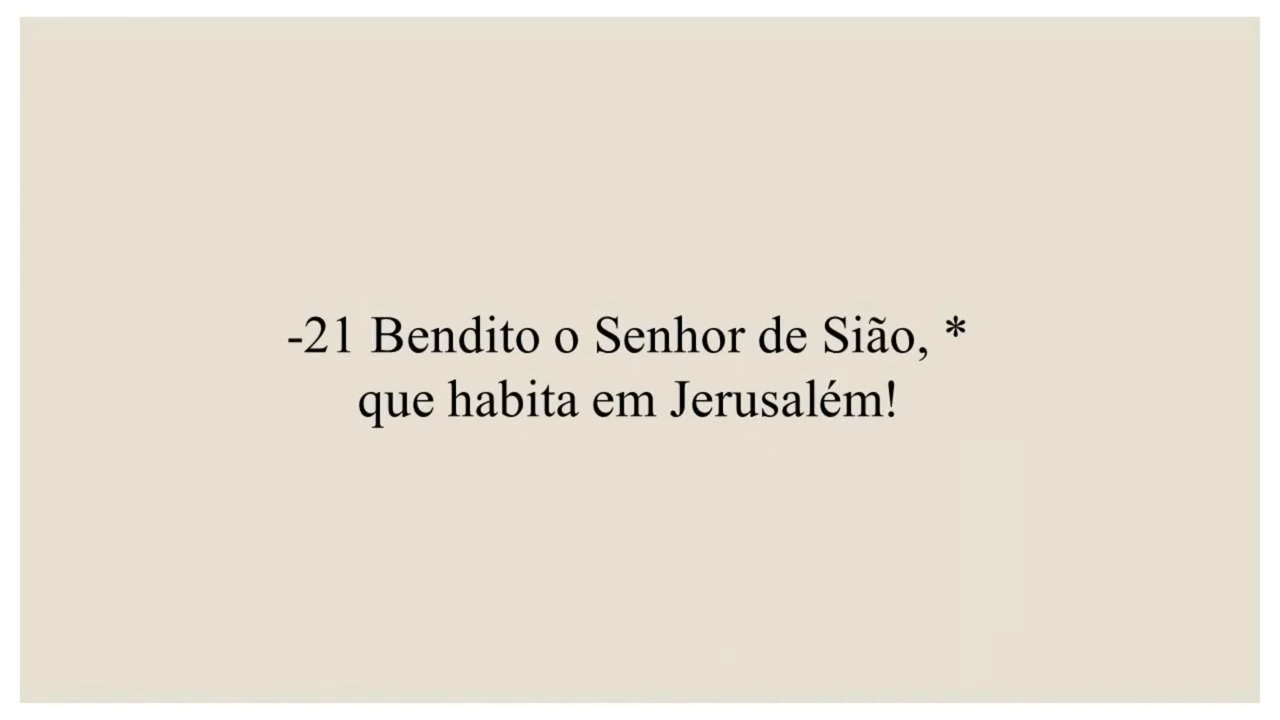 -21 Bendito o Senhor de Sião, *
que habita em Jerusalém!